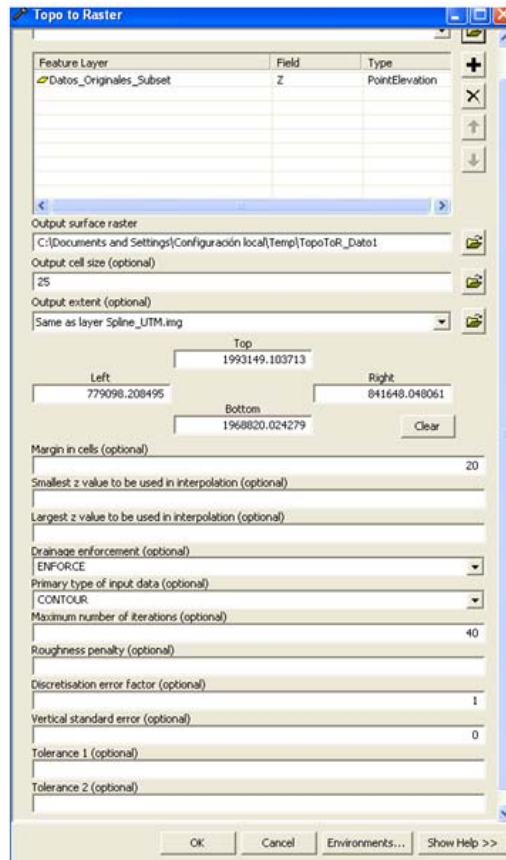 Topo to Raster
Feature Layer Field Type
Datos_Originales_Subset Z PointElevation
Output surface raster
C:\Documents and Settings\Configuración local\Temp\TopoToR_Dato1
Output cell size (optional)
25
Output extent (optional)
Same as layer Spline_UTM.img
Top
1993149.103713
Left Right
779098.208495 841648.048061
Bottom
1968820.024279 Clear
Margin in cells (optional)
20
Smallest z value to be used in interpolation (optional)
Largest z value to be used in interpolation (optional)
Drainage enforcement (optional)
ENFORCE
Primary type of input data (optional)
CONTOUR
Maximum number of iterations (optional)
40
Roughness penalty (optional)
Discretisation error factor (optional)
1
Vertical standard error (optional)
0
Tolerance 1 (optional)
Tolerance 2 (optional)
OK Cancel Environments... Show Help >>